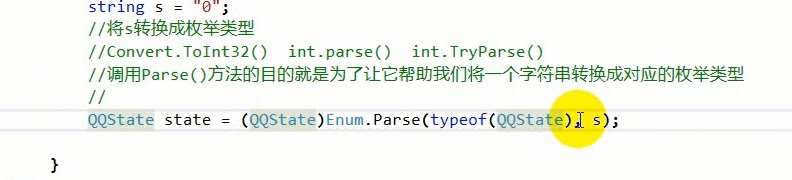 string s = "0";
//将s转换成枚举类型
//Convert.ToInt32()  int.parse()  int.TryParse()
//调用Parse()方法的目的就是为了让它帮助我们将一个字符串转换成对应的枚举类型
//
QQState state = (QQState)Enum.Parse(typeof(QQState), s);
}